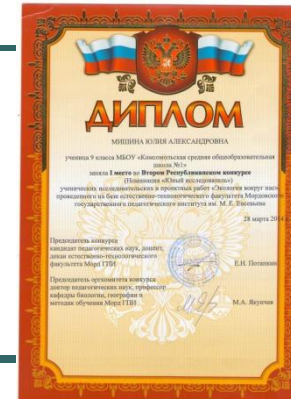 ДИПЛОМ
МИШИНА ЮЛИЯ АЛЕКСАНДРОВНА
ученица 9 класса МБОУ «Комсомольская средняя общеобразовательная
школа №1»
заняла I место во Втором Республиканском конкурсе
(Номинация «Юный исследователь»)
ученических исследовательских и проектных работ «Экология вокруг нас»
проведенного на базе естественно-технологического факультета Мордовского
государственного педагогического института им. М. Е. Евсевьева
28 марта 2014
Председатель конкурса
кандидат педагогических наук, доцент,
декан естественно-технологического
факультета Морд ГПИ
Е.Н. Потапкин
Председатель оргкомитета конкурса
доктор педагогических наук, профессор
кафедры биологии, географии и
методик обучения Морд ГПИ
М.А. Якунчев